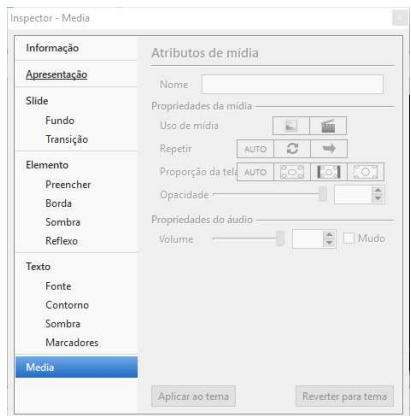 Inspector - Media
Informação
Apresentação
Slide
Fundo
Transição
Elemento
Preencher
Borda
Sombra
Reflexo
Texto
Fonte
Contorno
Sombra
Marcadores
Media
Atributos de mídia
Nome
Propriedades da mídia
Uso de mídia
Repetir AUTO
Proporção da tela AUTO
Opacidade
Propriedades do áudio
Volume Mudo
Aplicar ao tema Reverter para tema